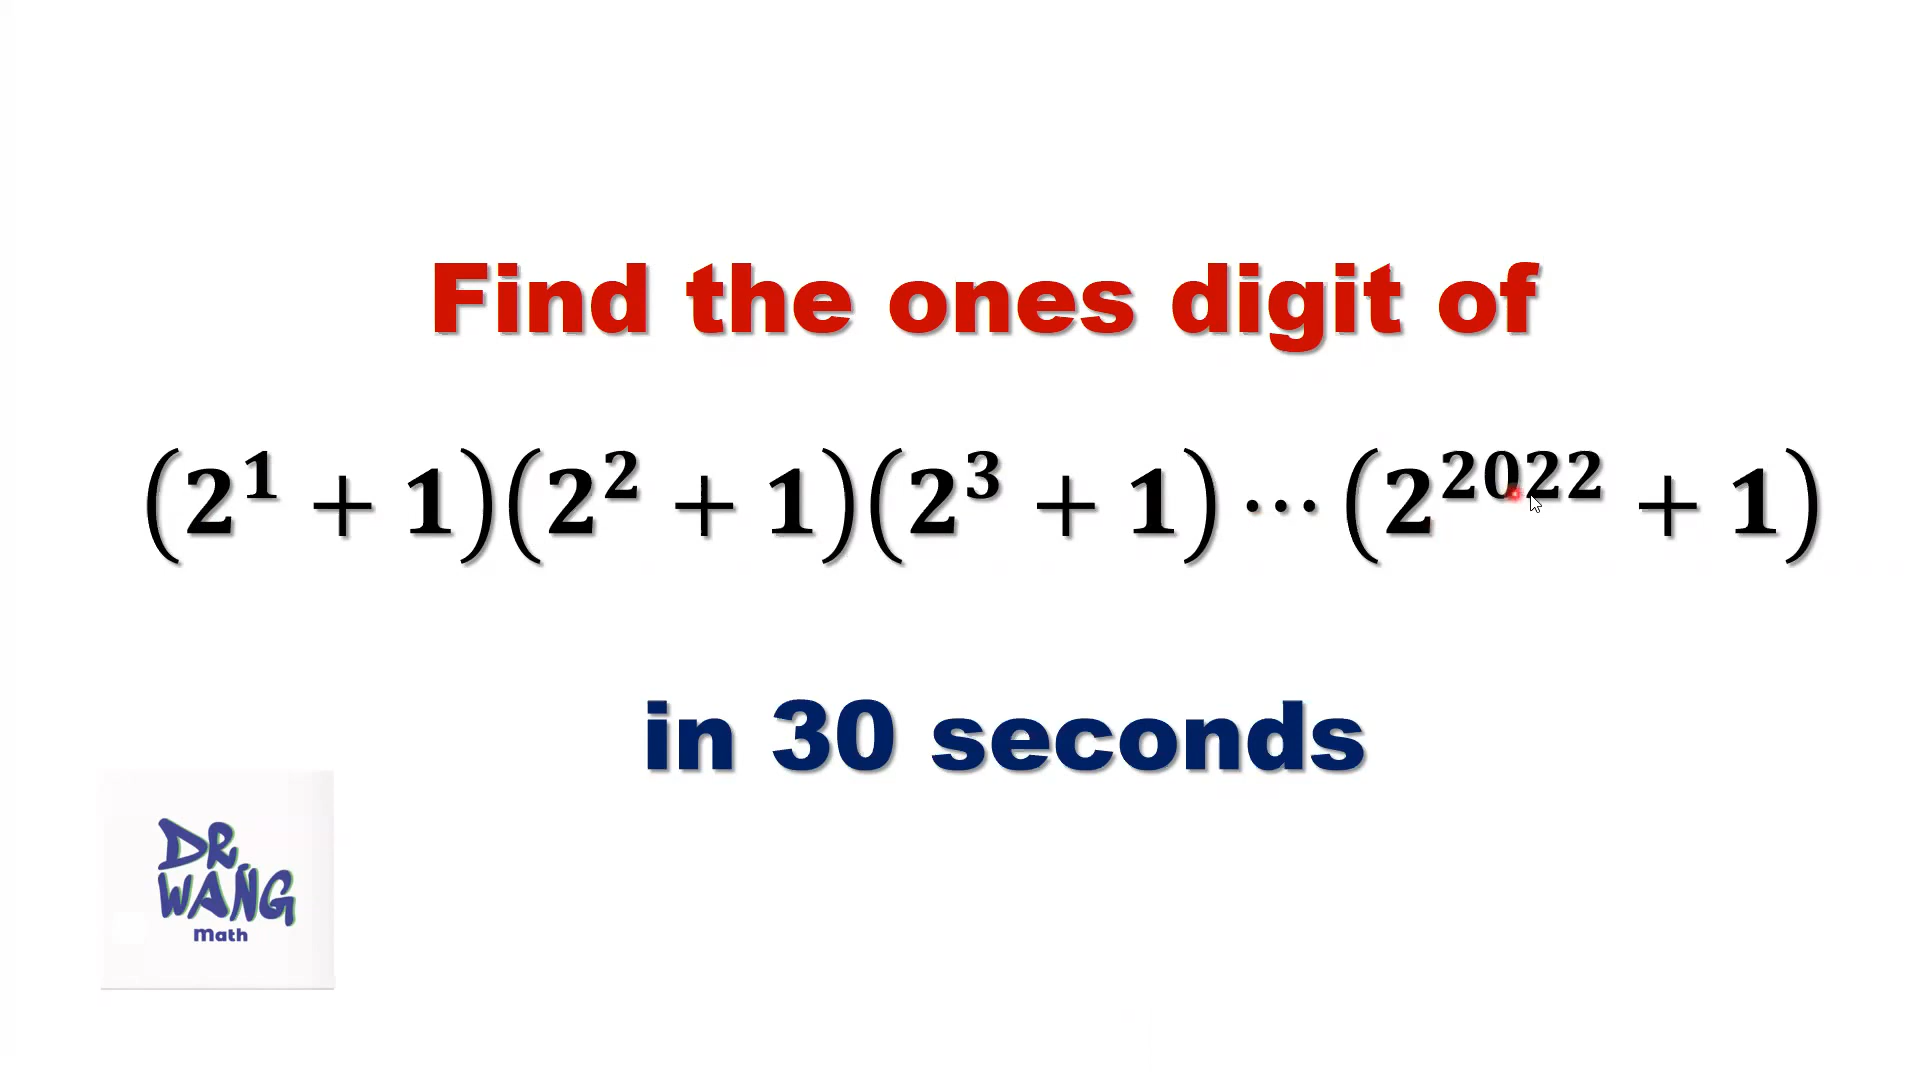 Find the ones digit of
(2¹ + 1)(2² + 1)(2³ + 1) ⋯ (2²⁰²² + 1)
in 30 seconds
DR
WANG
math